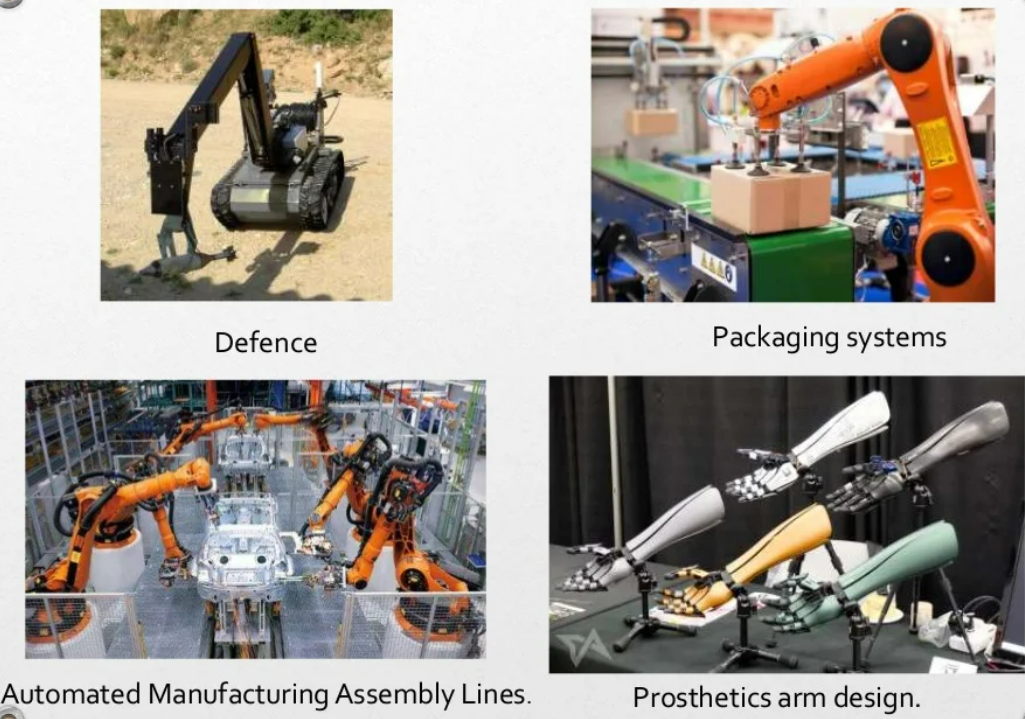 Defence
Packaging systems
Automated Manufacturing Assembly Lines.
Prosthetics arm design.